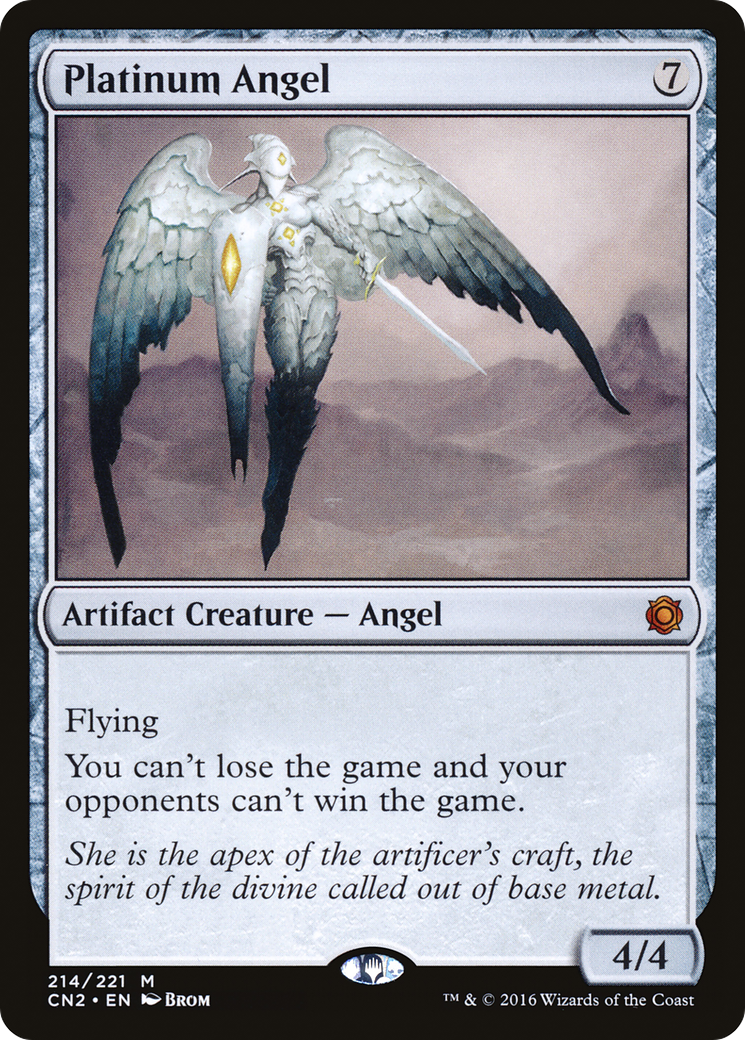 Platinum Angel 7
Artifact Creature — Angel
Flying
You can't lose the game and your
opponents can't win the game.
She is the apex of the artificer's craft, the
spirit of the divine called out of base metal.
4/4
214/221 M
CN2 • EN BROM
™ & © 2016 Wizards of the Coast